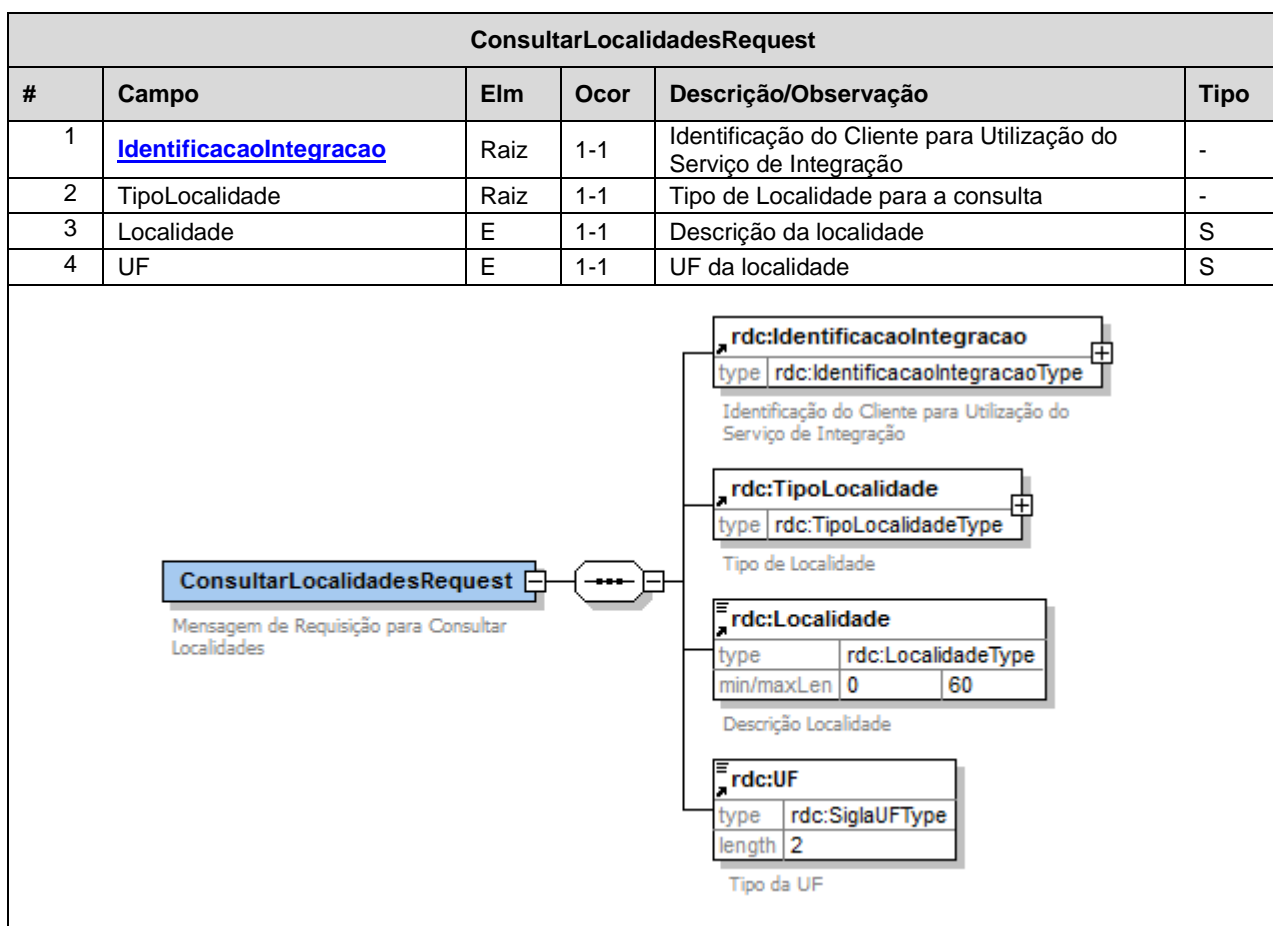 ConsultarLocalidadesRequest
# Campo Elm Ocor Descrição/Observação Tipo
1 IdentificacaoIntegracao Raiz 1-1 Identificação do Cliente para Utilização do
Serviço de Integração -
2 TipoLocalidade Raiz 1-1 Tipo de Localidade para a consulta -
3 Localidade E 1-1 Descrição da localidade S
4 UF E 1-1 UF da localidade S
rdc:IdentificacaoIntegracao
type rdc:IdentificacaoIntegracaoType
Identificação do Cliente para Utilização do
Serviço de Integração
rdc:TipoLocalidade
type rdc:TipoLocalidadeType
Tipo de Localidade
ConsultarLocalidadesRequest
Mensagem de Requisição para Consultar
Localidades
rdc:Localidade
type rdc:LocalidadeType
min/maxLen 0 60
Descrição Localidade
rdc:UF
type rdc:SiglaUFType
length 2
Tipo da UF